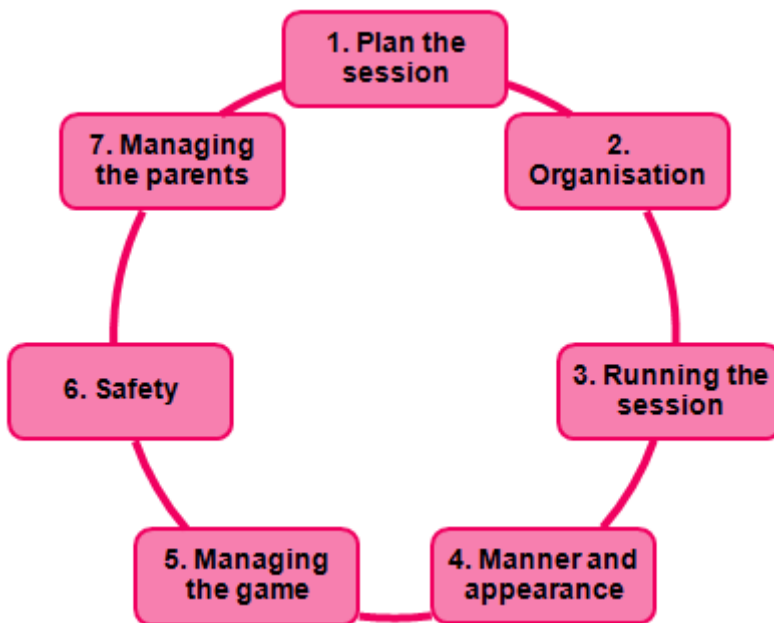 1. Plan the
session
2.
Organisation
3. Running the
session
4. Manner and
appearance
5. Managing
the game
6. Safety
7. Managing
the parents